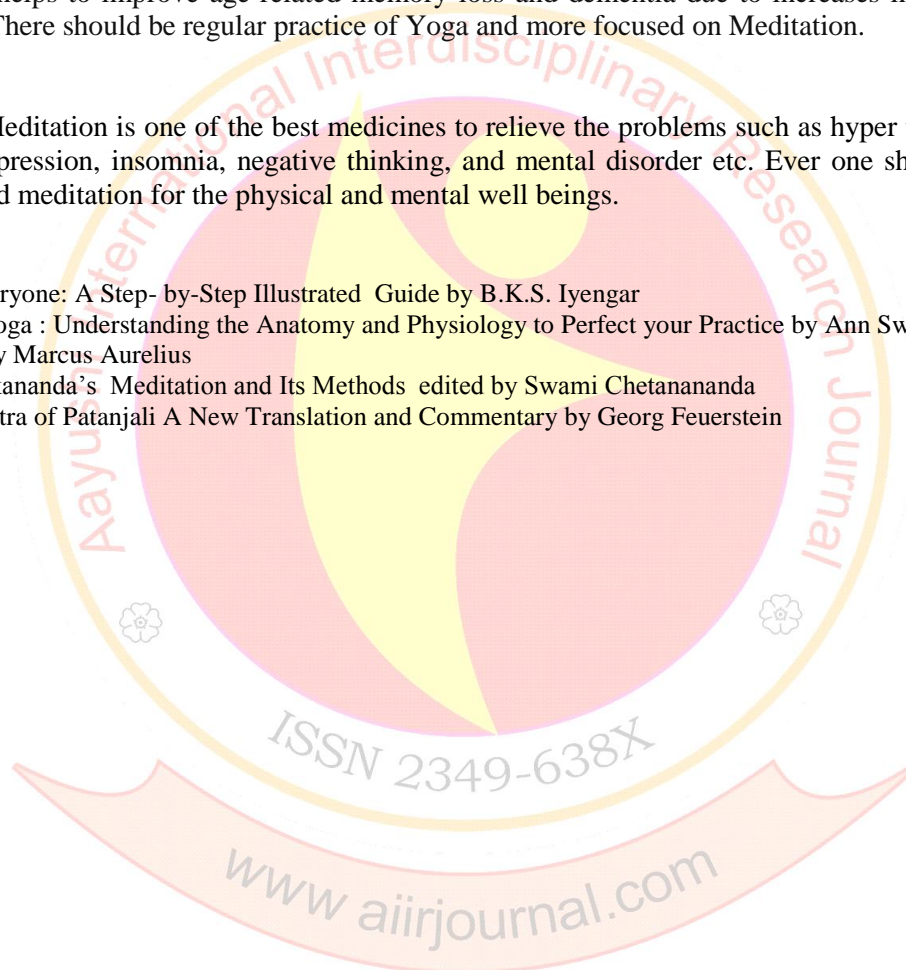 helps to improve age related memory loss and dementia due to increases
There should be regular practice of Yoga and more focused on Meditation.
Meditation is one of the best medicines to relieve the problems such as hyper
pression, insomnia, negative thinking, and mental disorder etc. Ever one sh
d meditation for the physical and mental well beings.
ryone: A Step- by-Step Illustrated Guide by B.K.S. Iyengar
oga : Understanding the Anatomy and Physiology to Perfect your Practice by Ann Sw
y Marcus Aurelius
kananda's Meditation and Its Methods edited by Swami Chetanananda
tra of Patanjali A New Translation and Commentary by Georg Feuerstein
Aayushi International Interdisciplinary Research Journal
ISSN 2349-638X
www aiirjournal.com